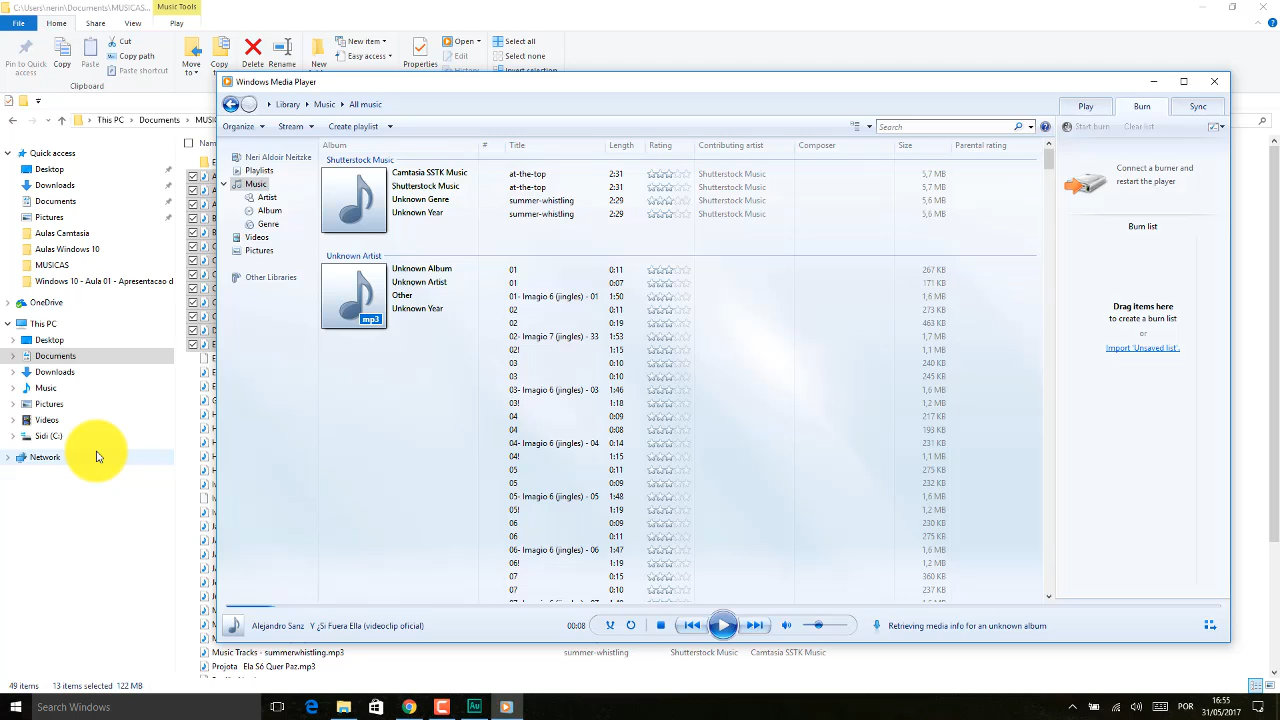 C:\Users\nerin\Documents\MUSICAS...
Music Tools
File
Home
Share
View
Play
Pin to Quick access
Copy
Paste
Cut
Copy path
Paste shortcut
Clipboard
Move to
Copy
Delete
Rename
New
New item
Easy access
Properties
Open
Edit
History
Select all
Select none
Invert selection
This PC
Documents
Quick access
Desktop
Downloads
Documents
Pictures
Aulas Camtasia
Aulas Windows 10
MUSICAS
Windows 10 - Aula 01 - Apresentacao d
OneDrive
This PC
Desktop
Documents
Downloads
Music
Pictures
Videos
Sidi (C:)
Network
Windows Media Player
Library
Music
All music
Play
Burn
Sync
Organize
Stream
Create playlist
Search
Start burn
Clear list
Neri Aldoir Neitzke
Playlists
Music
Artist
Album
Genre
Videos
Pictures
Other Libraries
Album # Title Length Rating Contributing artist Composer Size Parental rating
Shutterstock Music
Camtasia SSTK Music at-the-top 2:31 Shutterstock Music 5,7 MB
Shutterstock Music at-the-top 2:31 Shutterstock Music 5,7 MB
Unknown Genre summer-whistling 2:29 Shutterstock Music 5,6 MB
Unknown Year summer-whistling 2:29 Shutterstock Music 5,6 MB
Unknown Artist
Unknown Album 01 0:11 267 KB
Unknown Artist 01 0:07 171 KB
Other 01- Imagio 6 (jingles) - 01 1:50 1,6 MB
Unknown Year 02 0:11 273 KB
mp3 02 0:19 463 KB
02- Imagio 7 (jingles) - 33 1:53 1,7 MB
02! 1:15 1,1 MB
03 0:10 240 KB
03 0:10 245 KB
03- Imagio 6 (jingles) - 03 1:46 1,6 MB
03! 1:18 1,2 MB
04 0:09 217 KB
04 0:08 193 KB
04- Imagio 6 (jingles) - 04 0:14 231 KB
04! 1:15 1,1 MB
05 0:11 275 KB
05 0:09 232 KB
05- Imagio 6 (jingles) - 05 1:48 1,6 MB
05! 1:19 1,2 MB
06 0:09 230 KB
06 0:11 275 KB
06- Imagio 6 (jingles) - 06 1:47 1,6 MB
06! 1:19 1,2 MB
07 0:15 360 KB
07 0:10 237 KB
Connect a burner and
restart the player
Burn list
Drag items here
to create a burn list
or
Import 'Unsaved list'.
Alejandro Sanz Y ¿Si Fuera Ella (videoclip oficial)
00:08
Retrieving media info for an unknown album
Music Tracks - summerwhistling.mp3 summer-whistling Shutterstock Music Camtasia SSTK Music
Projota Ela Só Quer Paz.mp3
49 items 13 items selected 122 MB
Search Windows
POR
16:55
31/05/2017